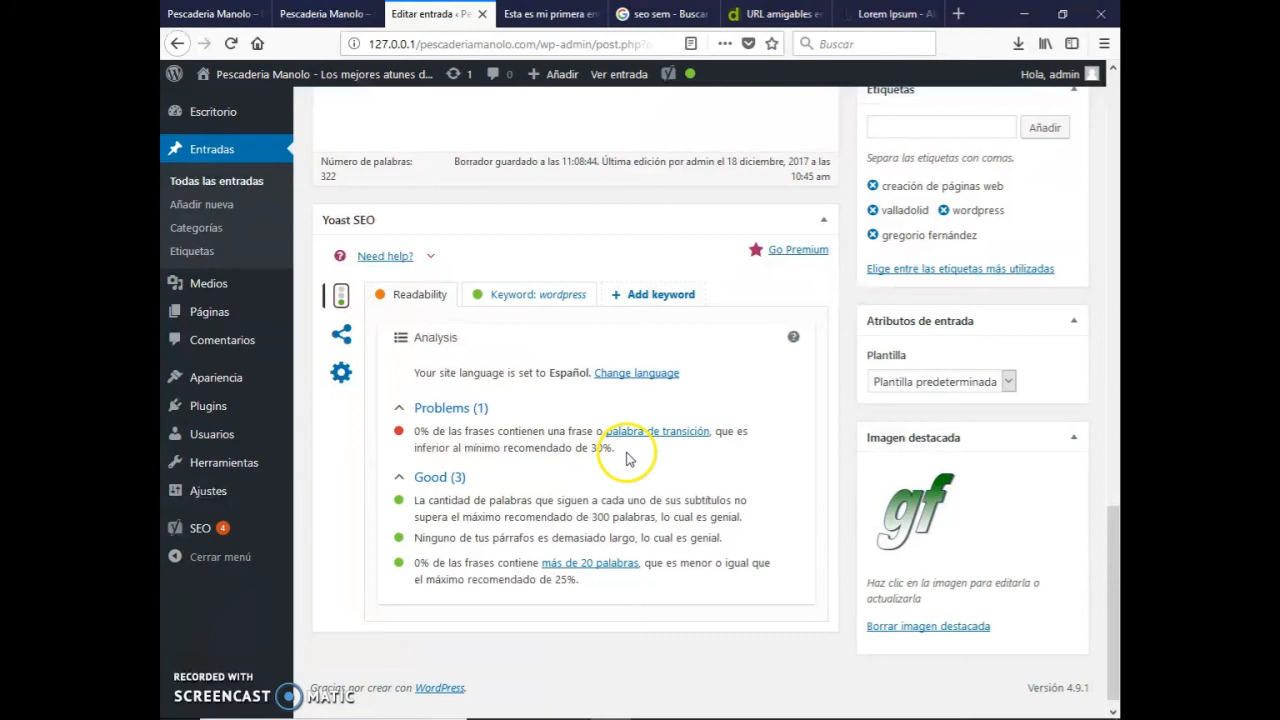 Pescaderia Manolo –
Pescaderia Manolo –
Editar entrada ‹ Pe
Esta es mi primera en
seo sem - Buscar
URL amigables e
Lorem Ipsum - A
127.0.0.1/pescaderiamanolo.com/wp-admin/post.php?
Buscar
Pescaderia Manolo - Los mejores atunes d...
1
0
Añadir
Ver entrada
Hola, admin
Escritorio
Entradas
Todas las entradas
Añadir nueva
Categorías
Etiquetas
Medios
Páginas
Comentarios
Apariencia
Plugins
Usuarios
Herramientas
Ajustes
SEO 4
Cerrar menú
Número de palabras:
322
Borrador guardado a las 11:08:44. Última edición por admin el 18 diciembre, 2017 a las
10:45 am
Yoast SEO
Need help?
Go Premium
Readability
Keyword: wordpress
+ Add keyword
Analysis
Your site language is set to Español. Change language
Problems (1)
0% de las frases contienen una frase o palabra de transición, que es
inferior al mínimo recomendado de 30%.
Good (3)
La cantidad de palabras que siguen a cada uno de sus subtítulos no
supera el máximo recomendado de 300 palabras, lo cual es genial.
Ninguno de tus párrafos es demasiado largo, lo cual es genial.
0% de las frases contiene más de 20 palabras, que es menor o igual que
el máximo recomendado de 25%.
Etiquetas
Añadir
Separa las etiquetas con comas.
creación de páginas web
valladolid
wordpress
gregorio fernández
Elige entre las etiquetas más utilizadas
Atributos de entrada
Plantilla
Plantilla predeterminada
Imagen destacada
gf
Haz clic en la imagen para editarla o
actualizarla
Borrar imagen destacada
Gracias por crear con WordPress.
Versión 4.9.1
RECORDED WITH
SCREENCAST MATIC